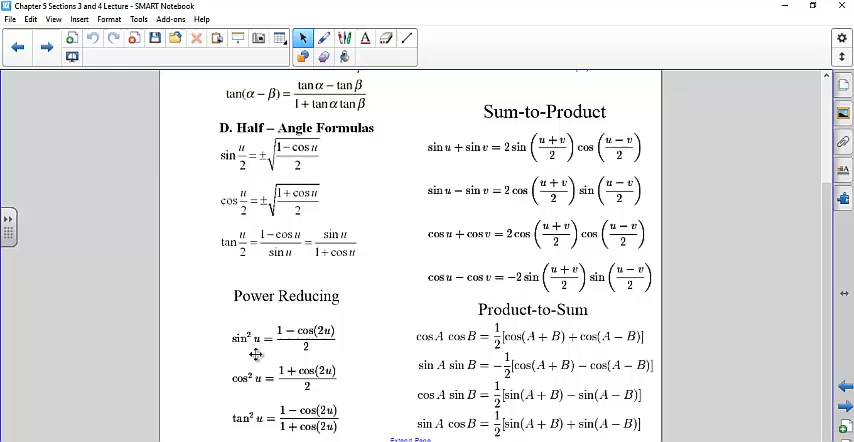 Chapter 5 Sections 3 and 4 Lecture - SMART Notebook
File Edit View Insert Format Tools Add-ons Help
tan(α − β) = (tan α − tan β)/(1 + tan α tan β)
D. Half – Angle Formulas
sin u/2 = ±√((1 − cos u)/2)
cos u/2 = ±√((1 + cos u)/2)
tan u/2 = (1 − cos u)/(sin u) = (sin u)/(1 + cos u)
Power Reducing
sin² u = (1 − cos(2u))/2
cos² u = (1 + cos(2u))/2
tan² u = (1 − cos(2u))/(1 + cos(2u))
Sum-to-Product
sin u + sin v = 2 sin ((u + v)/2) cos ((u − v)/2)
sin u − sin v = 2 cos ((u + v)/2) sin ((u − v)/2)
cos u + cos v = 2 cos ((u + v)/2) cos ((u − v)/2)
cos u − cos v = −2 sin ((u + v)/2) sin ((u − v)/2)
Product-to-Sum
cos A cos B = 1/2[cos(A + B) + cos(A − B)]
sin A sin B = −1/2[cos(A + B) − cos(A − B)]
cos A sin B = 1/2[sin(A + B) − sin(A − B)]
sin A cos B = 1/2[sin(A + B) + sin(A − B)]
Extend Page